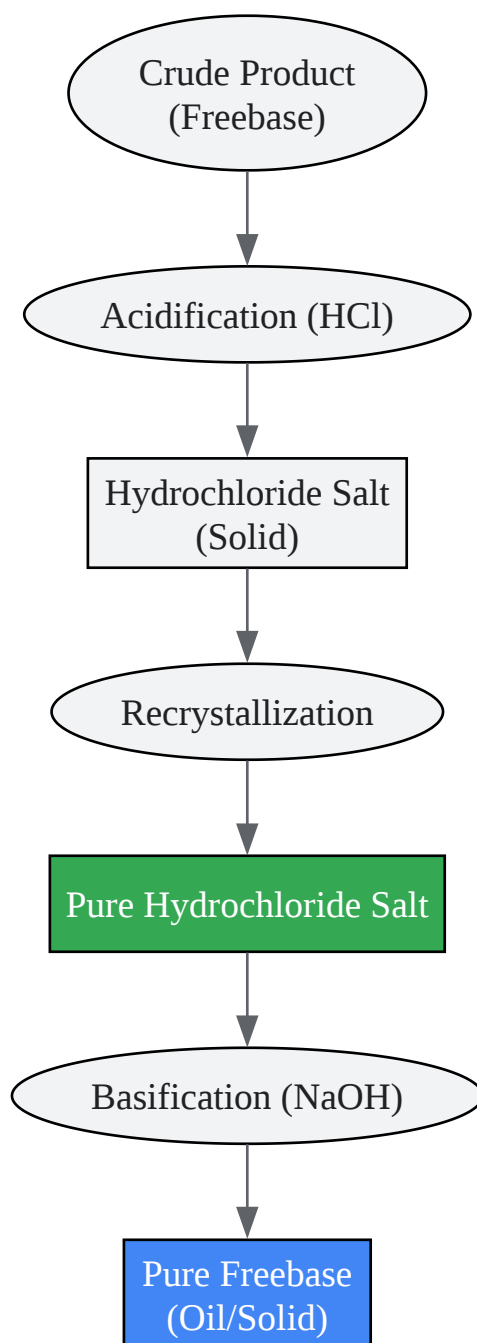 Crude Product
(Freebase)
Acidification (HCl)
Hydrochloride Salt
(Solid)
Recrystallization
Pure Hydrochloride Salt
Basification (NaOH)
Pure Freebase
(Oil/Solid)